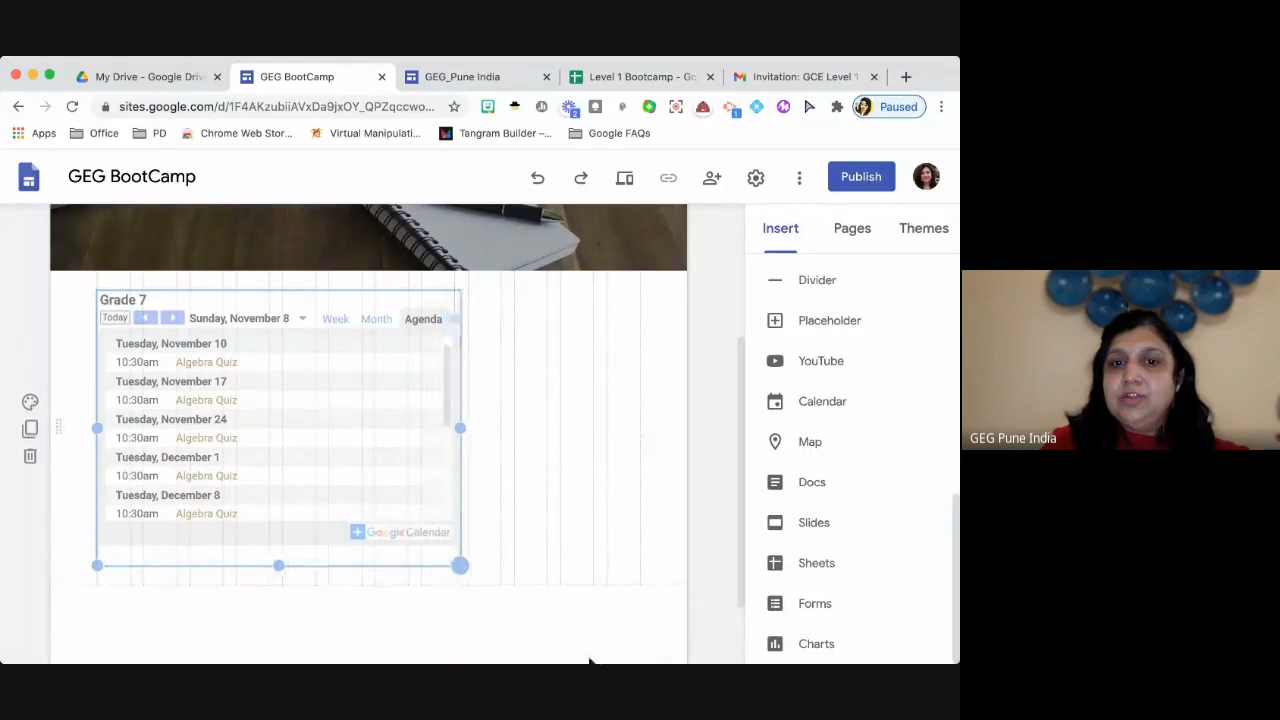 My Drive - Google Driv
GEG BootCamp
GEG_Pune India
Level 1 Bootcamp - Go
Invitation: GCE Level 1
sites.google.com/d/1F4AKzubiiAVxDa9jxOY_QPZqccwo...
2
1
Paused
Apps
Office
PD
Chrome Web Stor...
Virtual Manipulati...
Tangram Builder –...
Google FAQs
GEG BootCamp
Publish
Insert
Pages
Themes
Grade 7
Today
Sunday, November 8
Week
Month
Agenda
Tuesday, November 10
10:30am Algebra Quiz
Tuesday, November 17
10:30am Algebra Quiz
Tuesday, November 24
10:30am Algebra Quiz
Tuesday, December 1
10:30am Algebra Quiz
Tuesday, December 8
10:30am Algebra Quiz
Google Calendar
Divider
Placeholder
YouTube
Calendar
Map
Docs
Slides
Sheets
Forms
Charts
GEG Pune India